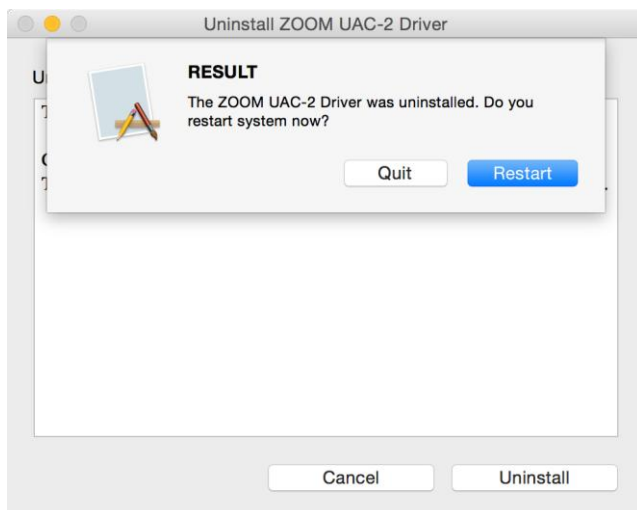 Uninstall ZOOM UAC-2 Driver
RESULT
The ZOOM UAC-2 Driver was uninstalled. Do you
restart system now?
Quit
Restart
Cancel
Uninstall